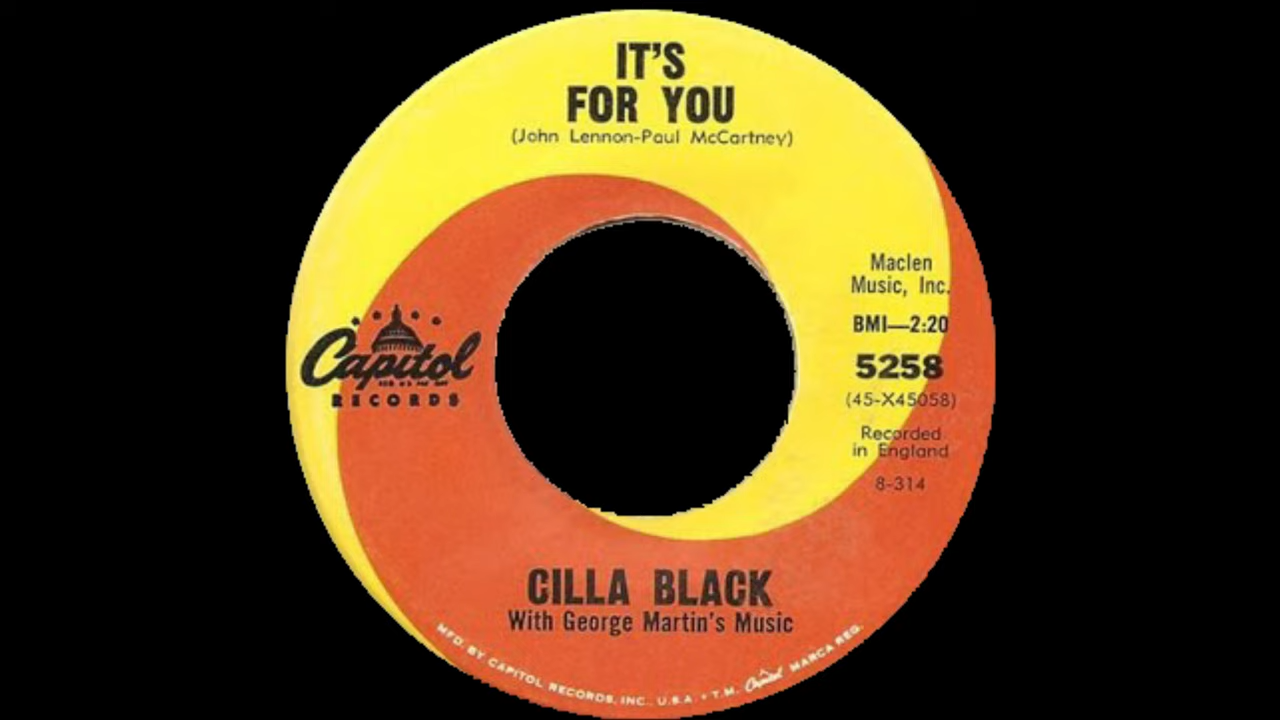 IT'S
FOR YOU
(John Lennon-Paul McCartney)
Maclen
Music, Inc.
BMI—2:20
5258
(45-X45058)
Recorded
in England
8-314
Capitol
RECORDS
CILLA BLACK
With George Martin's Music
MFD. BY CAPITOL RECORDS, INC., U.S.A. • T.M. Capitol MARCA REG.